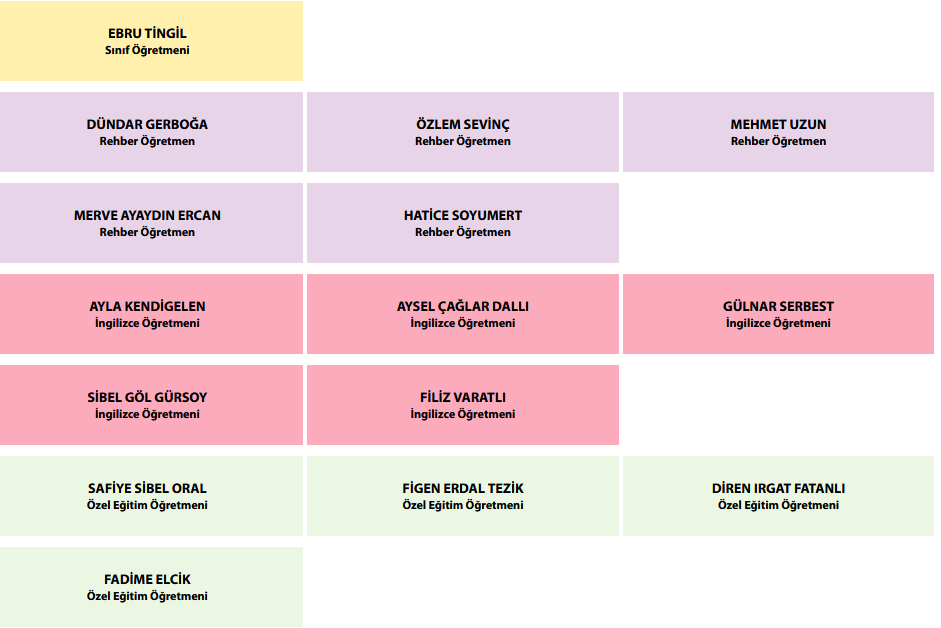 EBRU TİNGİL
Sınıf Öğretmeni
DÜNDAR GERBOĞA
Rehber Öğretmen
ÖZLEM SEVİNÇ
Rehber Öğretmen
MEHMET UZUN
Rehber Öğretmen
MERVE AYAYDIN ERCAN
Rehber Öğretmen
HATİCE SOYUMERT
Rehber Öğretmen
AYLA KENDİGELEN
İngilizce Öğretmeni
AYSEL ÇAĞLAR DALLI
İngilizce Öğretmeni
GÜLNAR SERBEST
İngilizce Öğretmeni
SİBEL GÖL GÜRSOY
İngilizce Öğretmeni
FİLİZ VARATLI
İngilizce Öğretmeni
SAFİYE SİBEL ORAL
Özel Eğitim Öğretmeni
FİGEN ERDAL TEZİK
Özel Eğitim Öğretmeni
DİREN IRGAT FATANLI
Özel Eğitim Öğretmeni
FADİME ELCİK
Özel Eğitim Öğretmeni